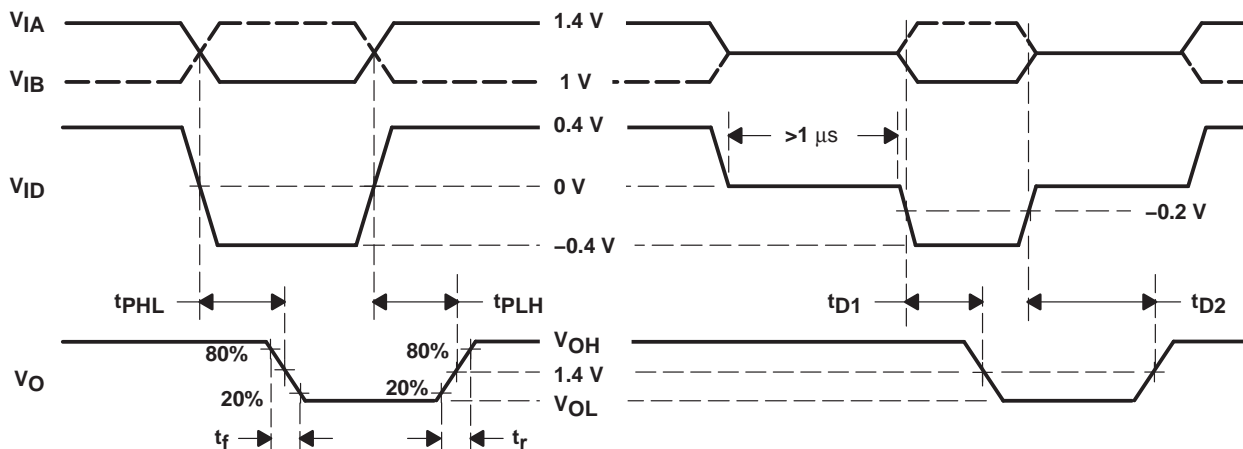 VIA
1.4 V
VIB
1 V
0.4 V
>1 μs
VID
0 V
−0.2 V
−0.4 V
tPHL
tPLH
tD1
tD2
VOH
80%
80%
VO
1.4 V
20%
20%
VOL
tf
tr